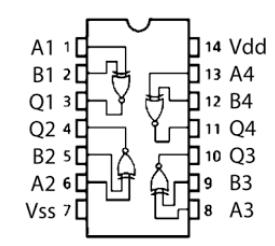 A1 1 14 Vdd
B1 2 13 A4
Q1 3 12 B4
Q2 4 11 Q4
B2 5 10 Q3
A2 6 9 B3
Vss 7 8 A3